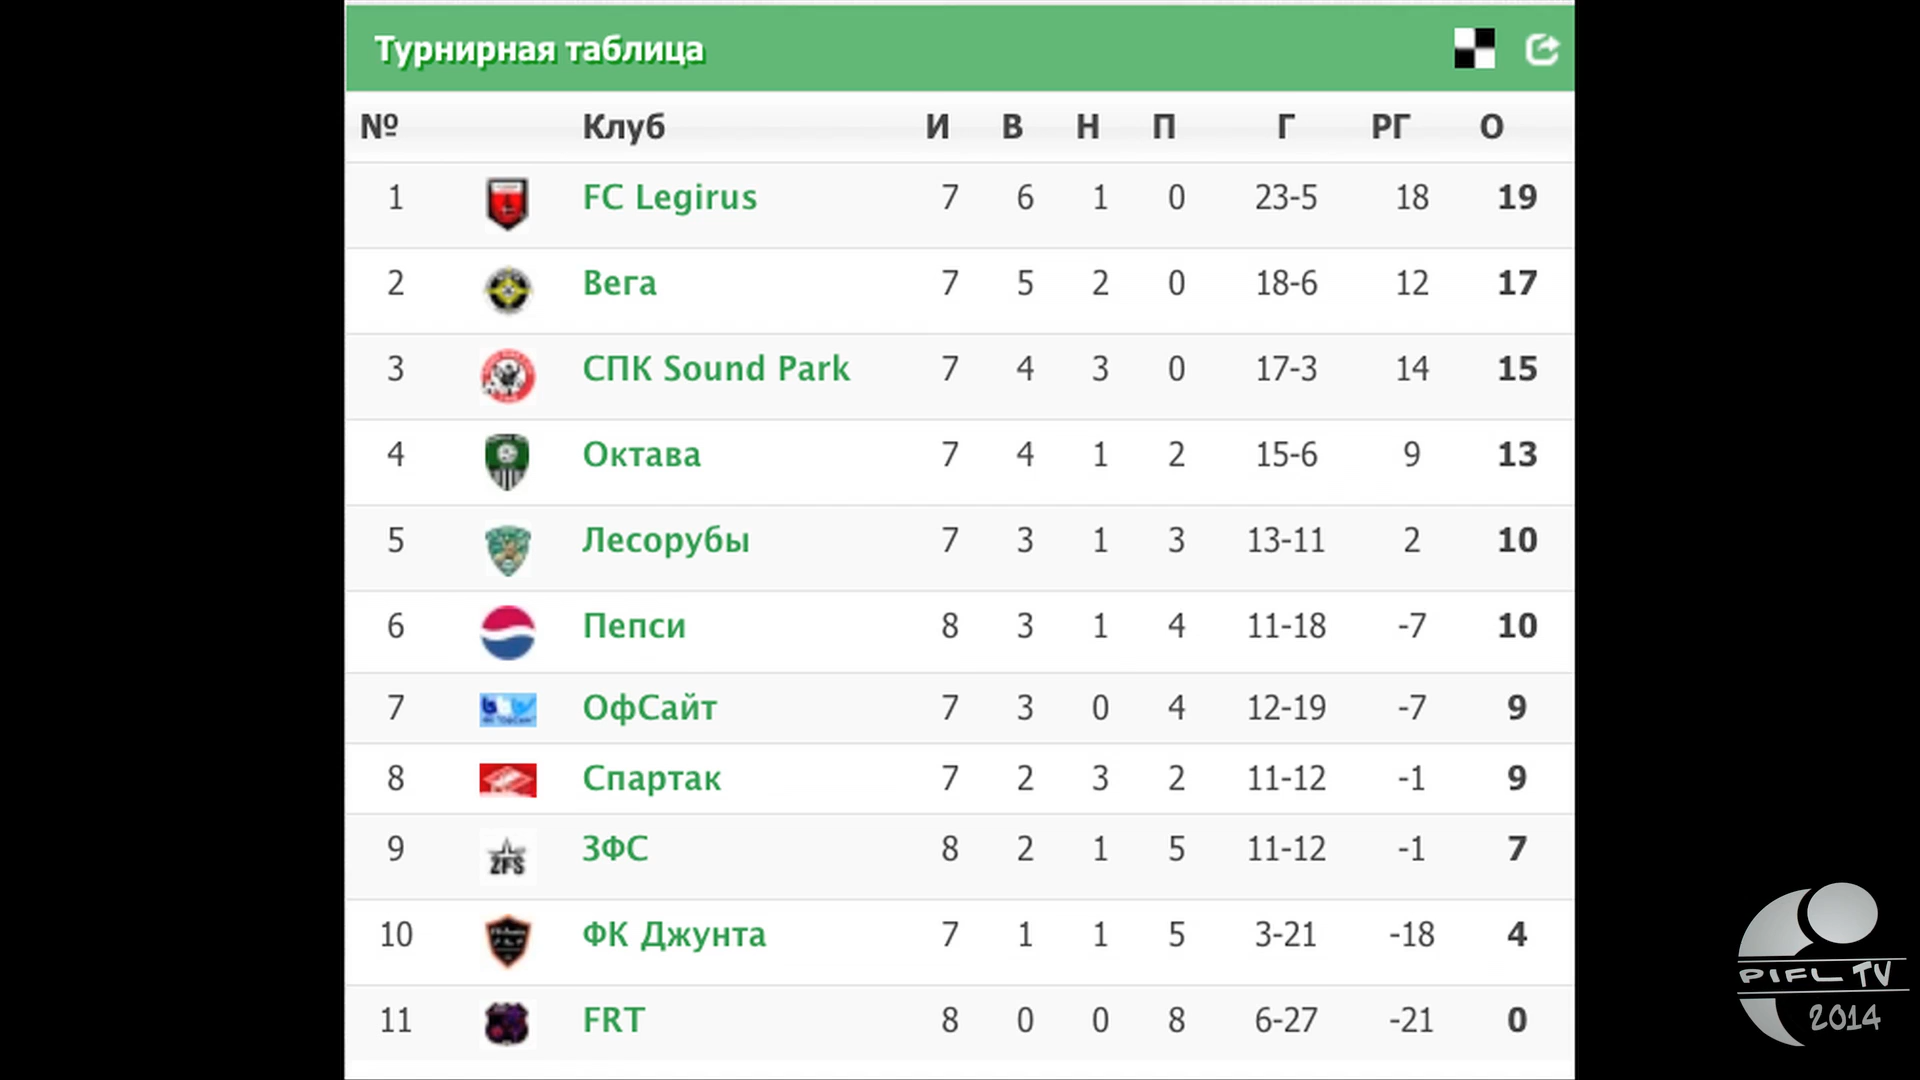 Турнирная таблица
№ Клуб И В Н П Г РГ О
1 FC Legirus 7 6 1 0 23-5 18 19
2 Вега 7 5 2 0 18-6 12 17
3 СПК Sound Park 7 4 3 0 17-3 14 15
4 Октава 7 4 1 2 15-6 9 13
5 Лесорубы 7 3 1 3 13-11 2 10
6 Пепси 8 3 1 4 11-18 -7 10
7 ОфСайт 7 3 0 4 12-19 -7 9
8 Спартак 7 2 3 2 11-12 -1 9
9 ZFS ЗФС 8 2 1 5 11-12 -1 7
10 ФК Джунта 7 1 1 5 3-21 -18 4
11 FRT 8 0 0 8 6-27 -21 0
PIFL TV
2014